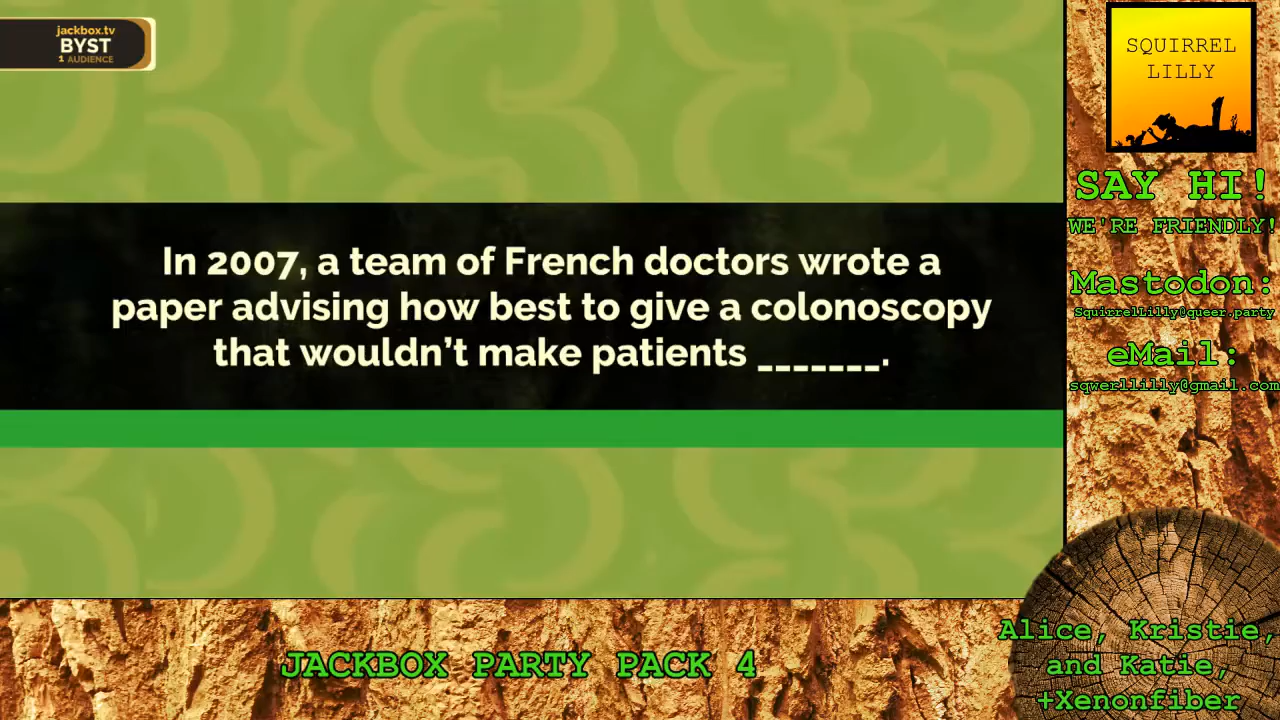 jackbox.tv
BYST
1 AUDIENCE
In 2007, a team of French doctors wrote a
paper advising how best to give a colonoscopy
that wouldn't make patients _______.
SQUIRREL
LILLY
SAY HI!
WE'RE FRIENDLY!
Mastodon:
SquirrelLilly@queer.party
eMail:
sqwerllilly@gmail.com
JACKBOX PARTY PACK 4
Alice, Kristie,
and Katie,
+Xenonfiber